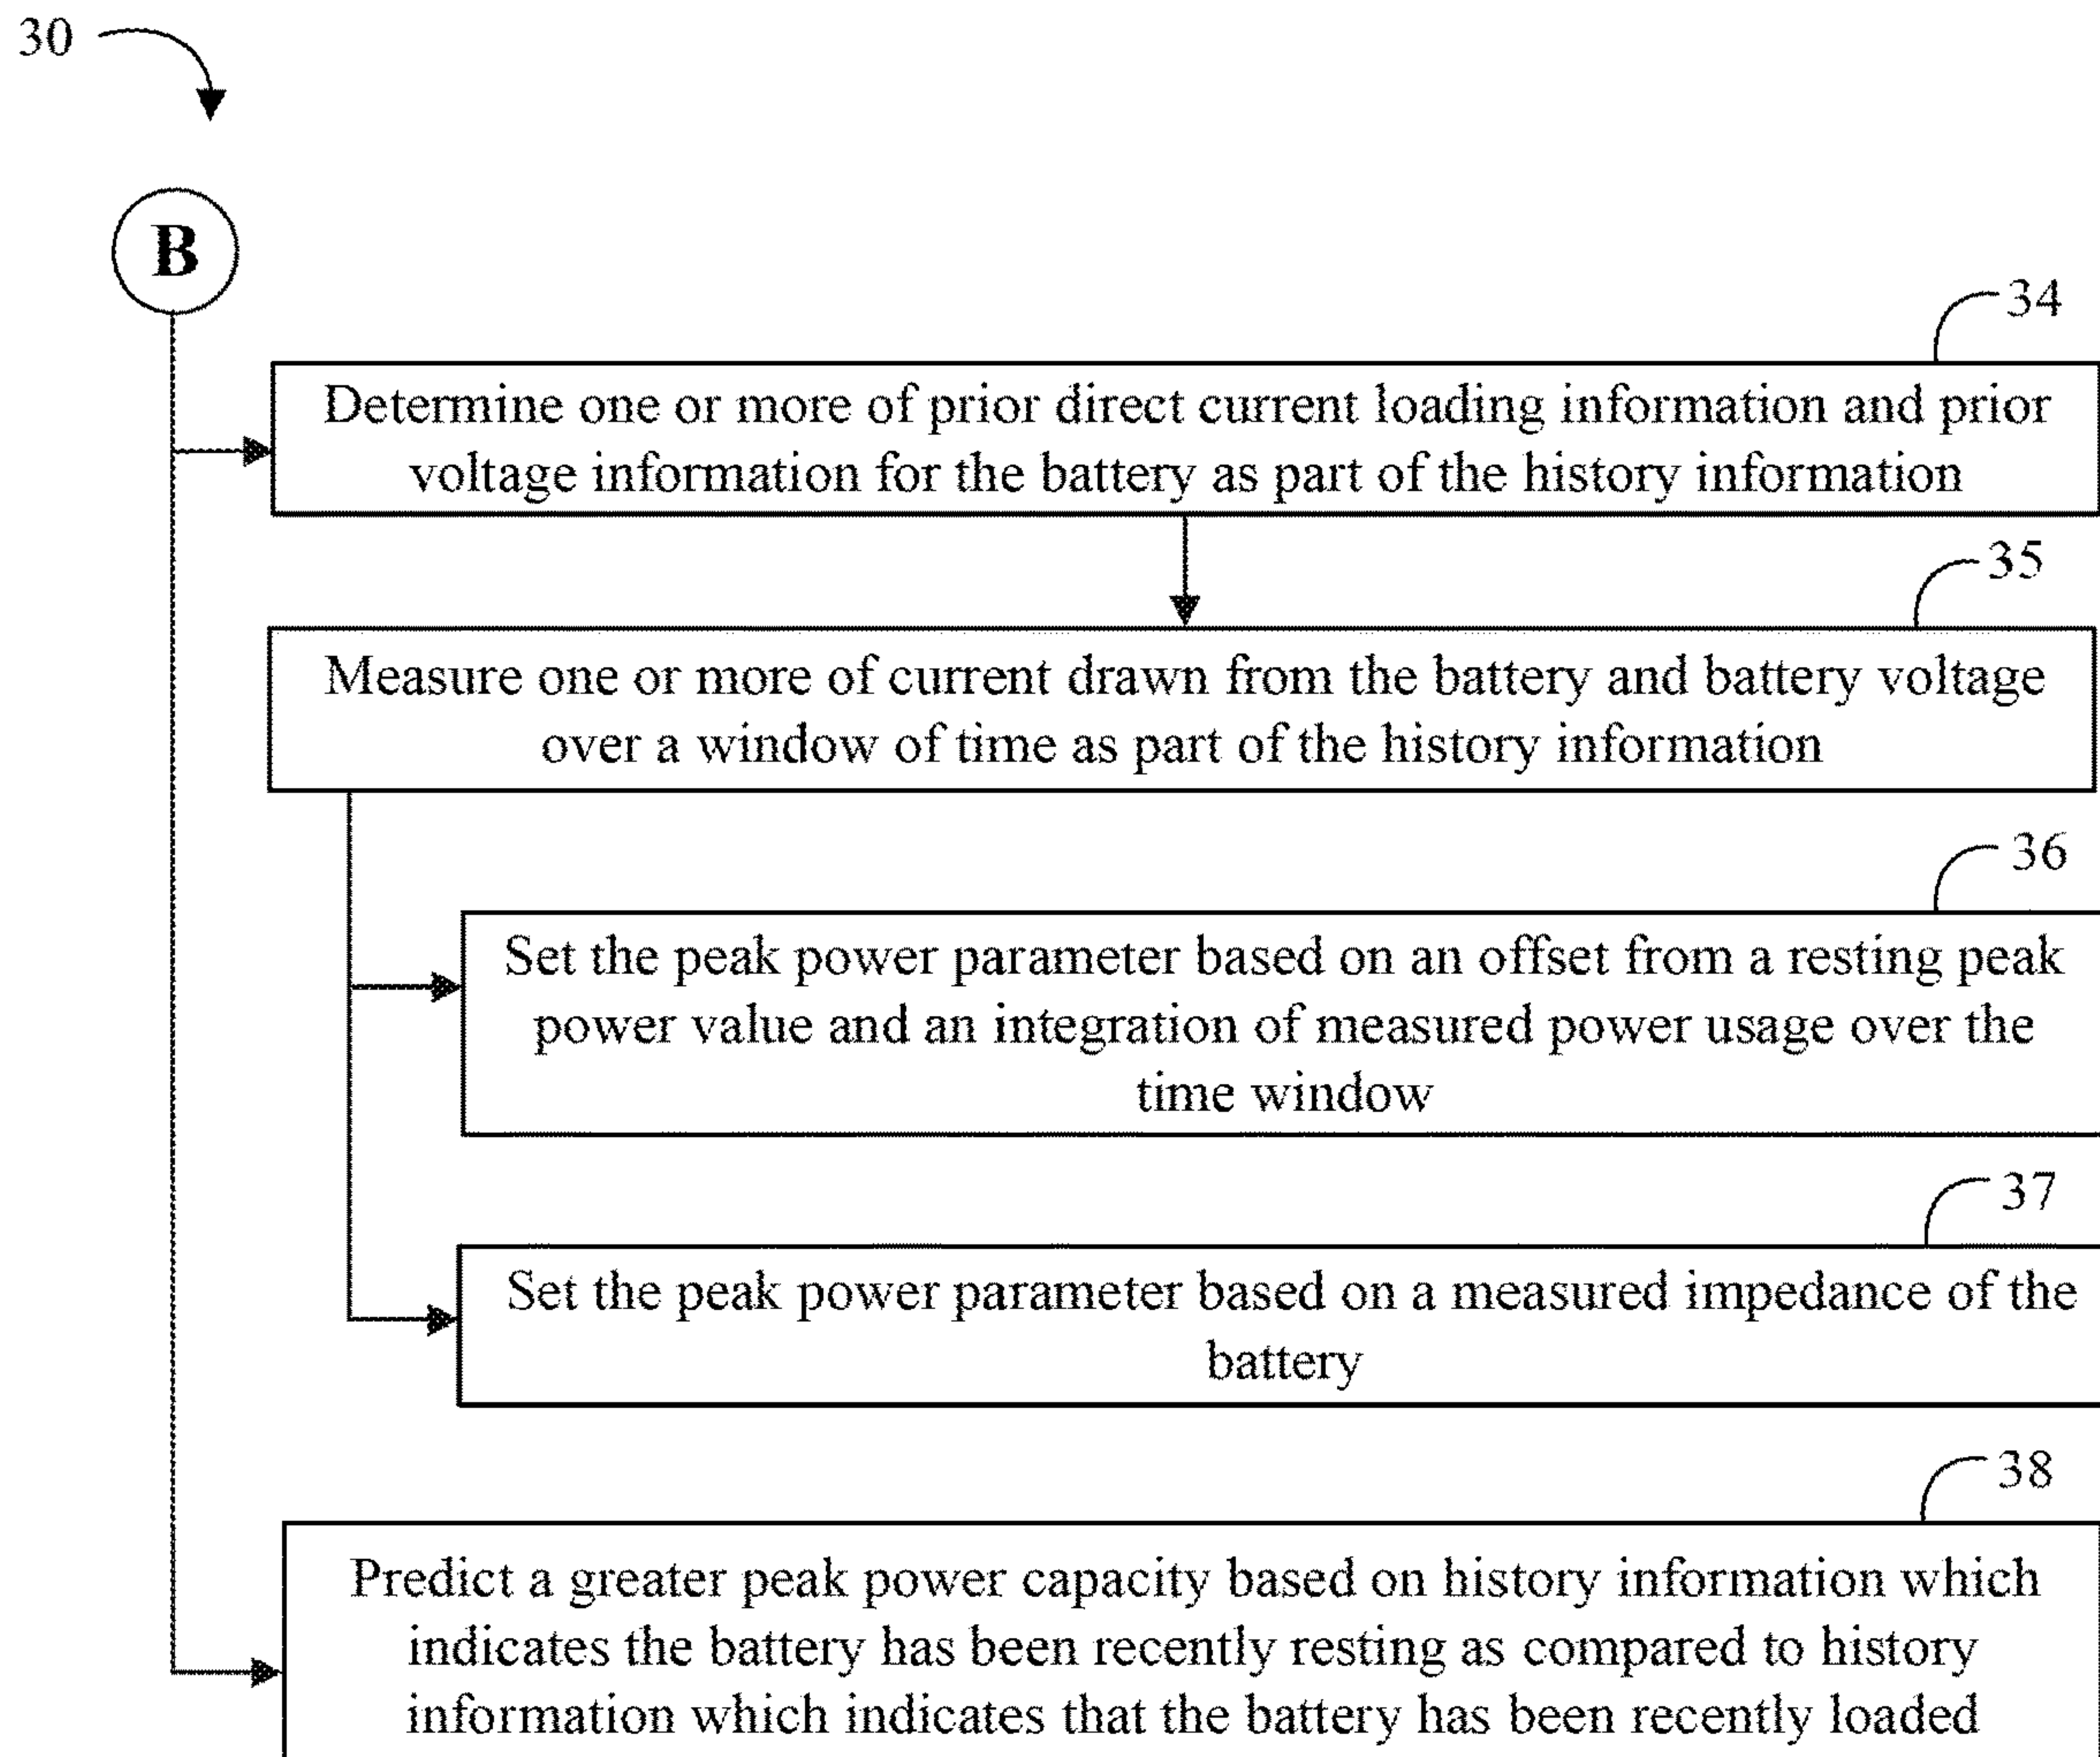 30
B
34
Determine one or more of prior direct current loading information and prior
voltage information for the battery as part of the history information
35
Measure one or more of current drawn from the battery and battery voltage
over a window of time as part of the history information
36
Set the peak power parameter based on an offset from a resting peak
power value and an integration of measured power usage over the
time window
37
Set the peak power parameter based on a measured impedance of the
battery
38
Predict a greater peak power capacity based on history information which
indicates the battery has been recently resting as compared to history
information which indicates that the battery has been recently loaded